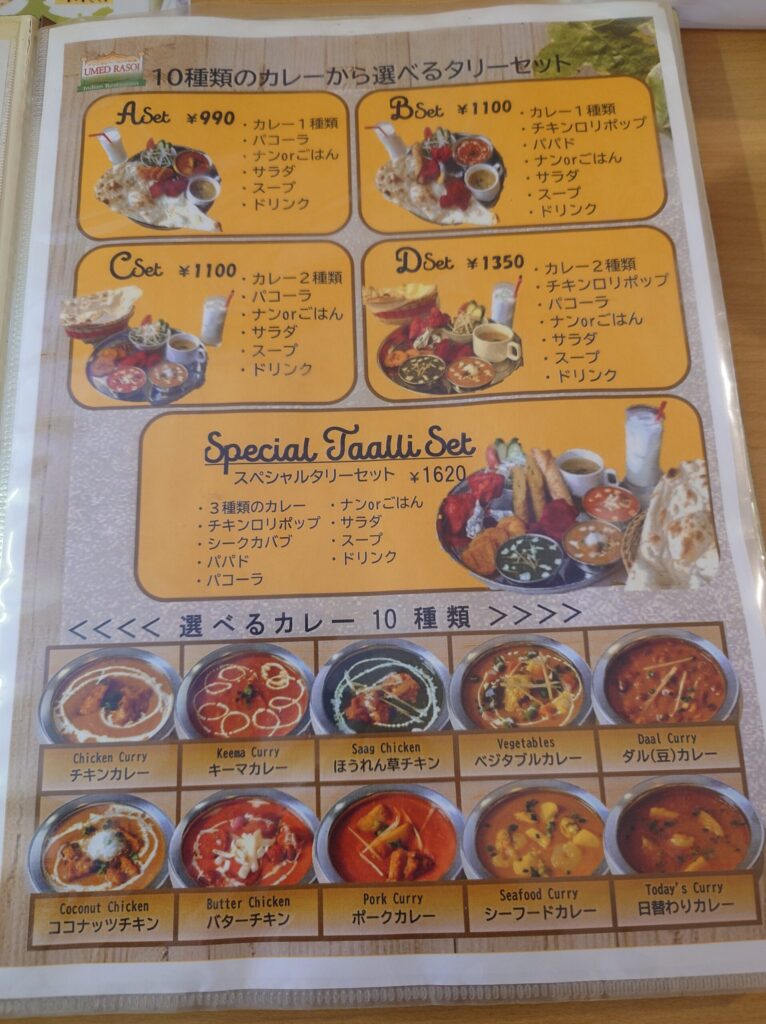 UMED RASOI
Indian Restaurant
10種類のカレーから選べるタリーセット
A Set ¥990
・カレー１種類
・パコーラ
・ナンorごはん
・サラダ
・スープ
・ドリンク
B Set ¥1100
・カレー１種類
・チキンロリポップ
・パパド
・ナンorごはん
・サラダ
・スープ
・ドリンク
C Set ¥1100
・カレー２種類
・パコーラ
・ナンorごはん
・サラダ
・スープ
・ドリンク
D Set ¥1350
・カレー２種類
・チキンロリポップ
・パコーラ
・ナンorごはん
・サラダ
・スープ
・ドリンク
Special Taalli Set
スペシャルタリーセット ¥1620
・３種類のカレー
・チキンロリポップ
・シークカバブ
・パパド
・パコーラ
・ナンorごはん
・サラダ
・スープ
・ドリンク
<<<< 選べるカレー 10 種類 >>>>
Chicken Curry
チキンカレー
Keema Curry
キーマカレー
Saag Chicken
ほうれん草チキン
Vegetables
ベジタブルカレー
Daal Curry
ダル(豆)カレー
Coconut Chicken
ココナッツチキン
Butter Chicken
バターチキン
Pork Curry
ポークカレー
Seafood Curry
シーフードカレー
Today's Curry
日替わりカレー